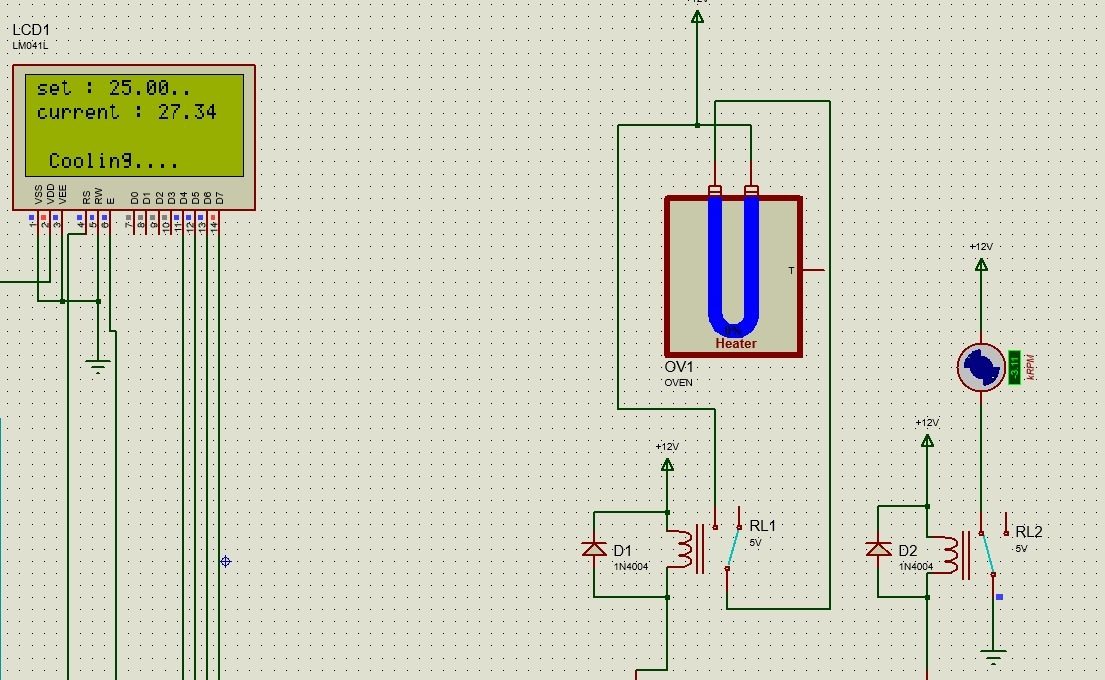 LCD1
LM041L
set : 25.00..
current : 27.34
Cooling....
VSS
VDD
VEE
RS
RW
E
D0
D1
D2
D3
D4
D5
D6
D7
1
2
3
4
5
6
7
8
9
10
11
12
13
14
T
Heater
OV1
OVEN
+12V
-3.11
kRPM
+12V
+12V
D1
1N4004
RL1
5V
D2
1N4004
RL2
5V